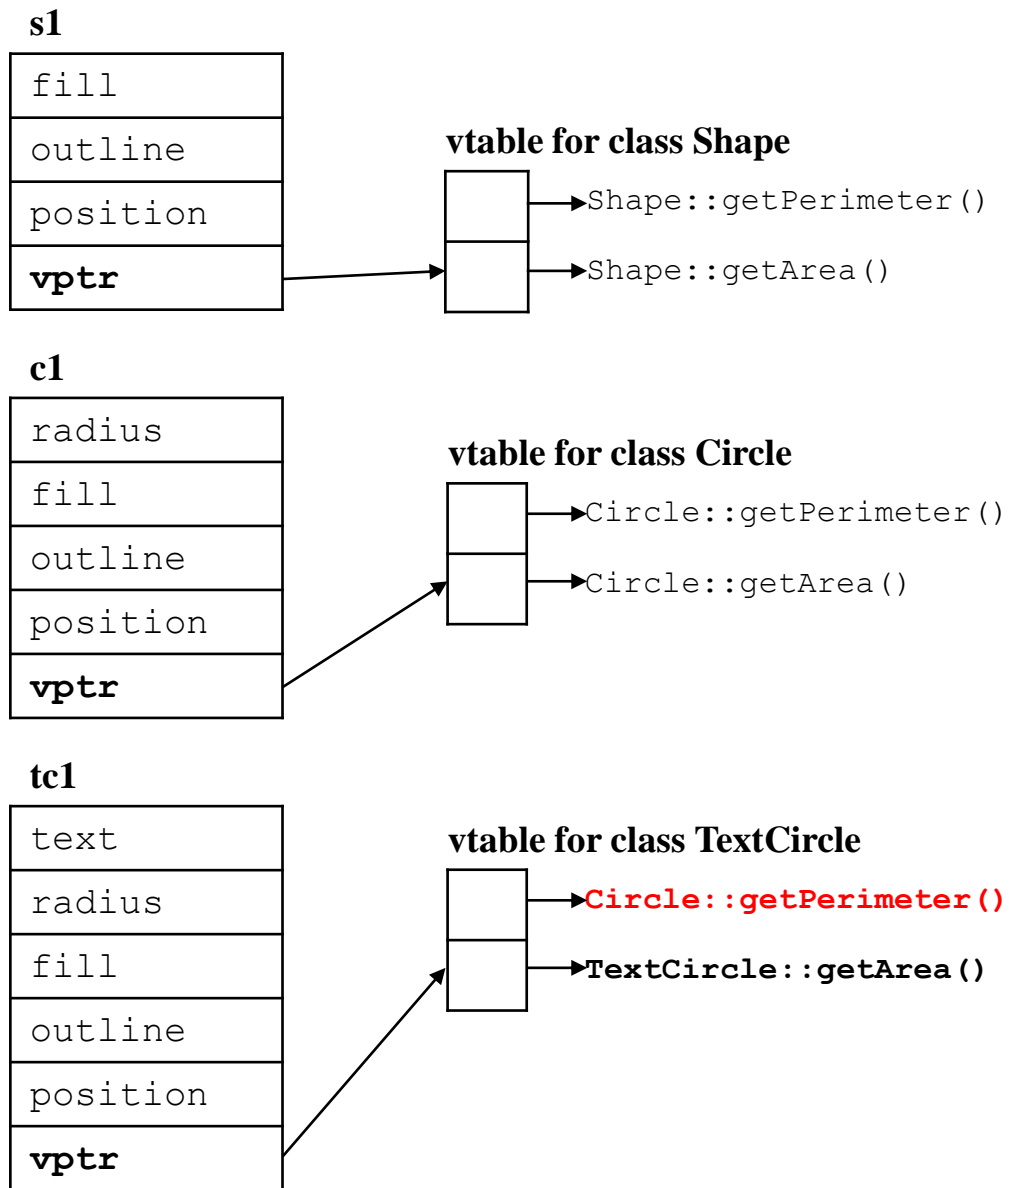 s1
fill
outline
position
vptr
vtable for class Shape
Shape::getPerimeter()
Shape::getArea()
c1
radius
fill
outline
position
vptr
vtable for class Circle
Circle::getPerimeter()
Circle::getArea()
tc1
text
radius
fill
outline
position
vptr
vtable for class TextCircle
Circle::getPerimeter()
TextCircle::getArea()